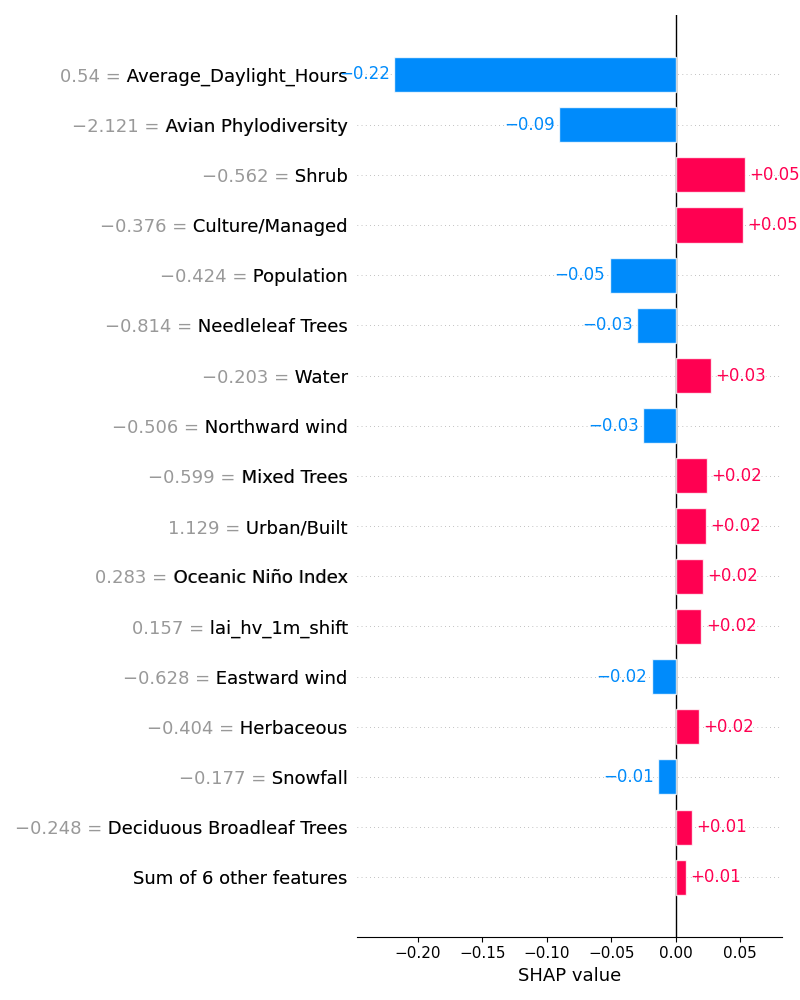 0.54 = Average_Daylight_Hours −0.22
−2.121 = Avian Phylodiversity −0.09
−0.562 = Shrub +0.05
−0.376 = Culture/Managed +0.05
−0.424 = Population −0.05
−0.814 = Needleleaf Trees −0.03
−0.203 = Water +0.03
−0.506 = Northward wind −0.03
−0.599 = Mixed Trees +0.02
1.129 = Urban/Built +0.02
0.283 = Oceanic Niño Index +0.02
0.157 = lai_hv_1m_shift +0.02
−0.628 = Eastward wind −0.02
−0.404 = Herbaceous +0.02
−0.177 = Snowfall −0.01
−0.248 = Deciduous Broadleaf Trees +0.01
Sum of 6 other features +0.01
−0.20 −0.15 −0.10 −0.05 0.00 0.05
SHAP value